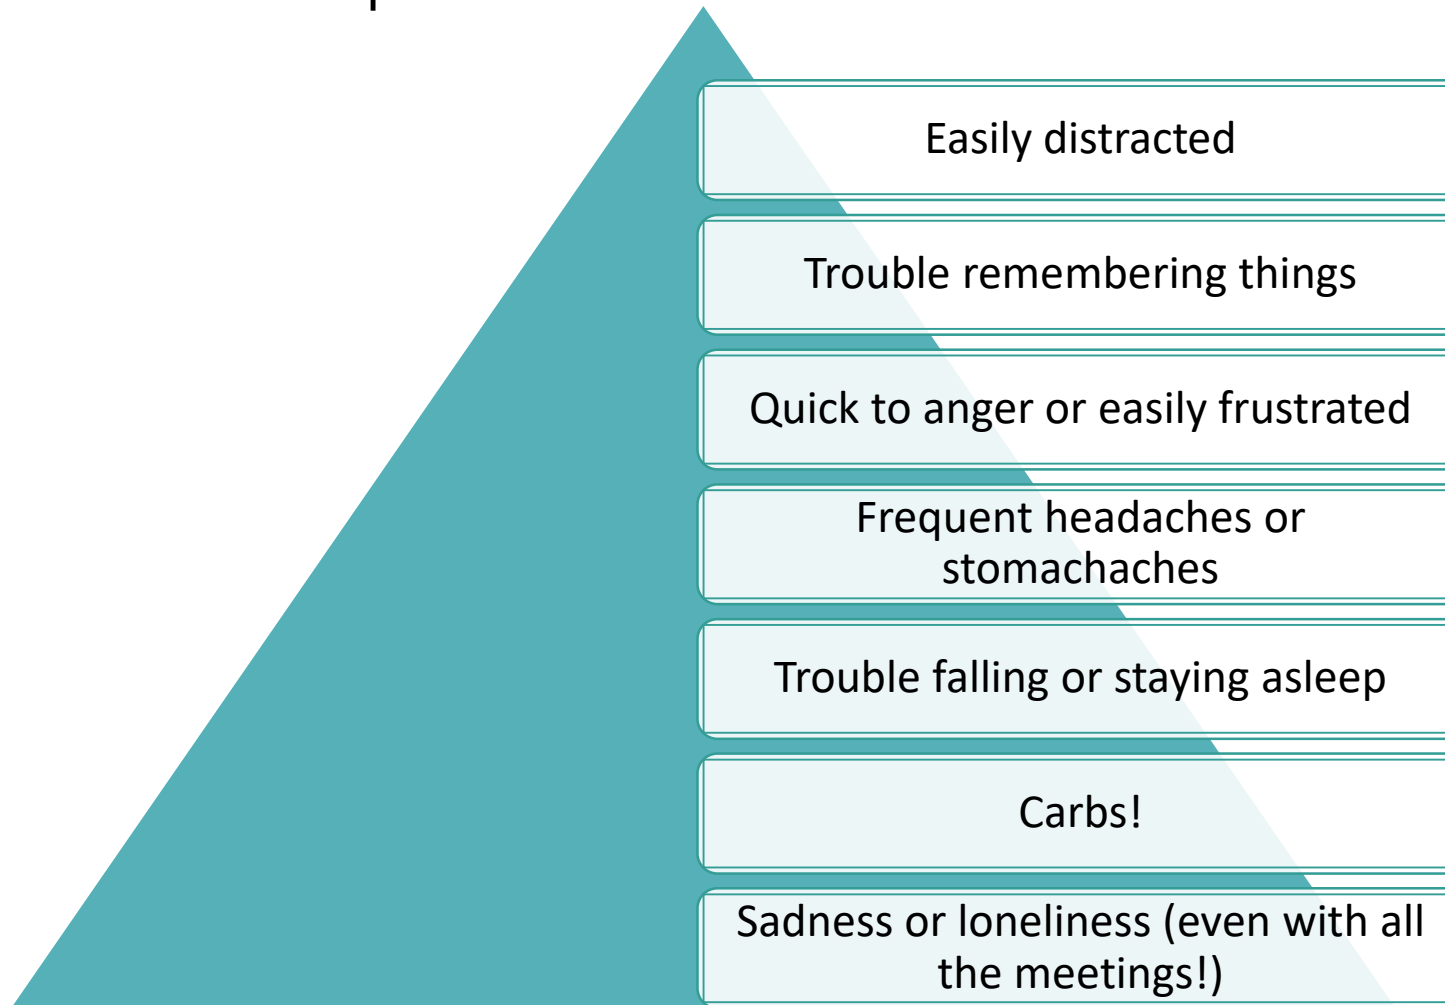 Easily distracted
Trouble remembering things
Quick to anger or easily frustrated
Frequent headaches or
stomachaches
Trouble falling or staying asleep
Carbs!
Sadness or loneliness (even with all
the meetings!)